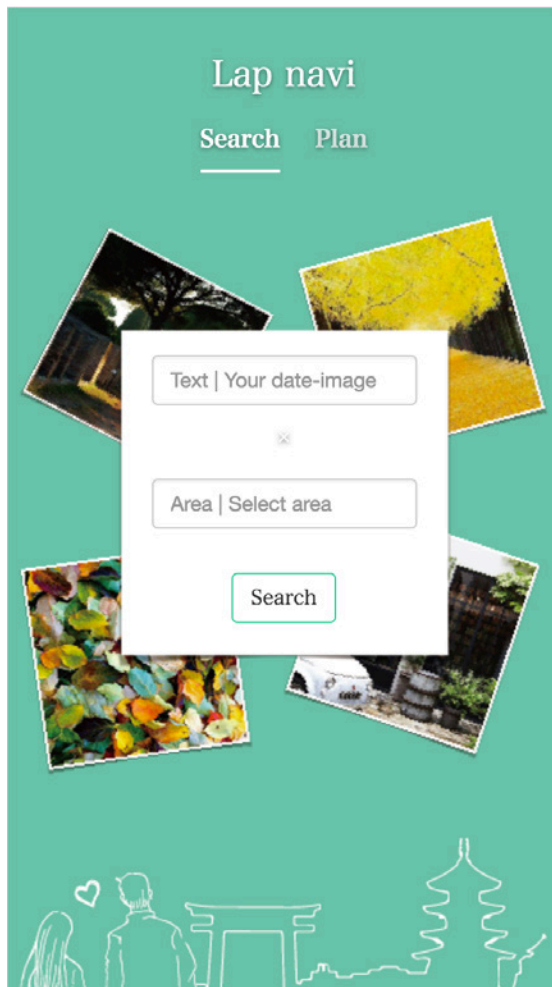 Lap navi
Search Plan
Text | Your date-image
×
Area | Select area
Search